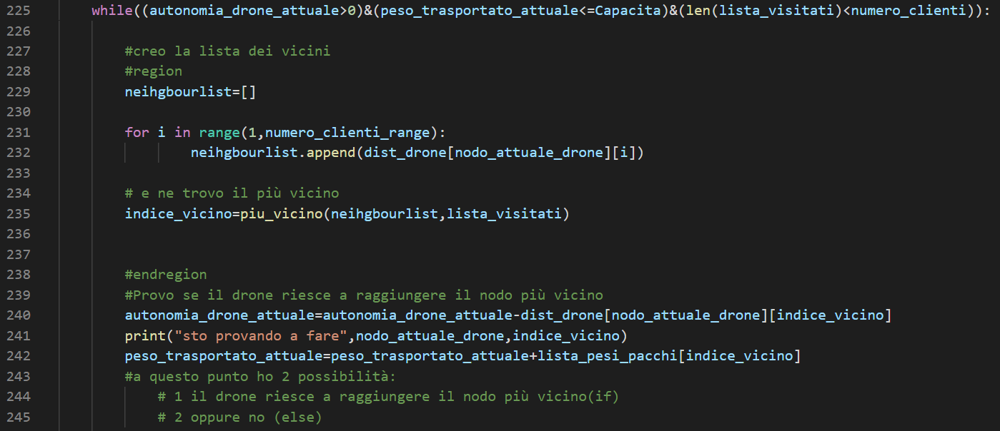 225 while((autonomia_drone_attuale>0)&(peso_trasportato_attuale<=Capacita)&(len(lista_visitati)<numero_clienti)):
226
227 #creo la lista dei vicini
228 #region
229 neihgbourlist=[]
230
231 for i in range(1,numero_clienti_range):
232 neihgbourlist.append(dist_drone[nodo_attuale_drone][i])
233
234 # e ne trovo il più vicino
235 indice_vicino=piu_vicino(neihgbourlist,lista_visitati)
236
237
238 #endregion
239 #Provo se il drone riesce a raggiungere il nodo più vicino
240 autonomia_drone_attuale=autonomia_drone_attuale-dist_drone[nodo_attuale_drone][indice_vicino]
241 print("sto provando a fare",nodo_attuale_drone,indice_vicino)
242 peso_trasportato_attuale=peso_trasportato_attuale+lista_pesi_pacchi[indice_vicino]
243 #a questo punto ho 2 possibilità:
244 # 1 il drone riesce a raggiungere il nodo più vicino(if)
245 # 2 oppure no (else)